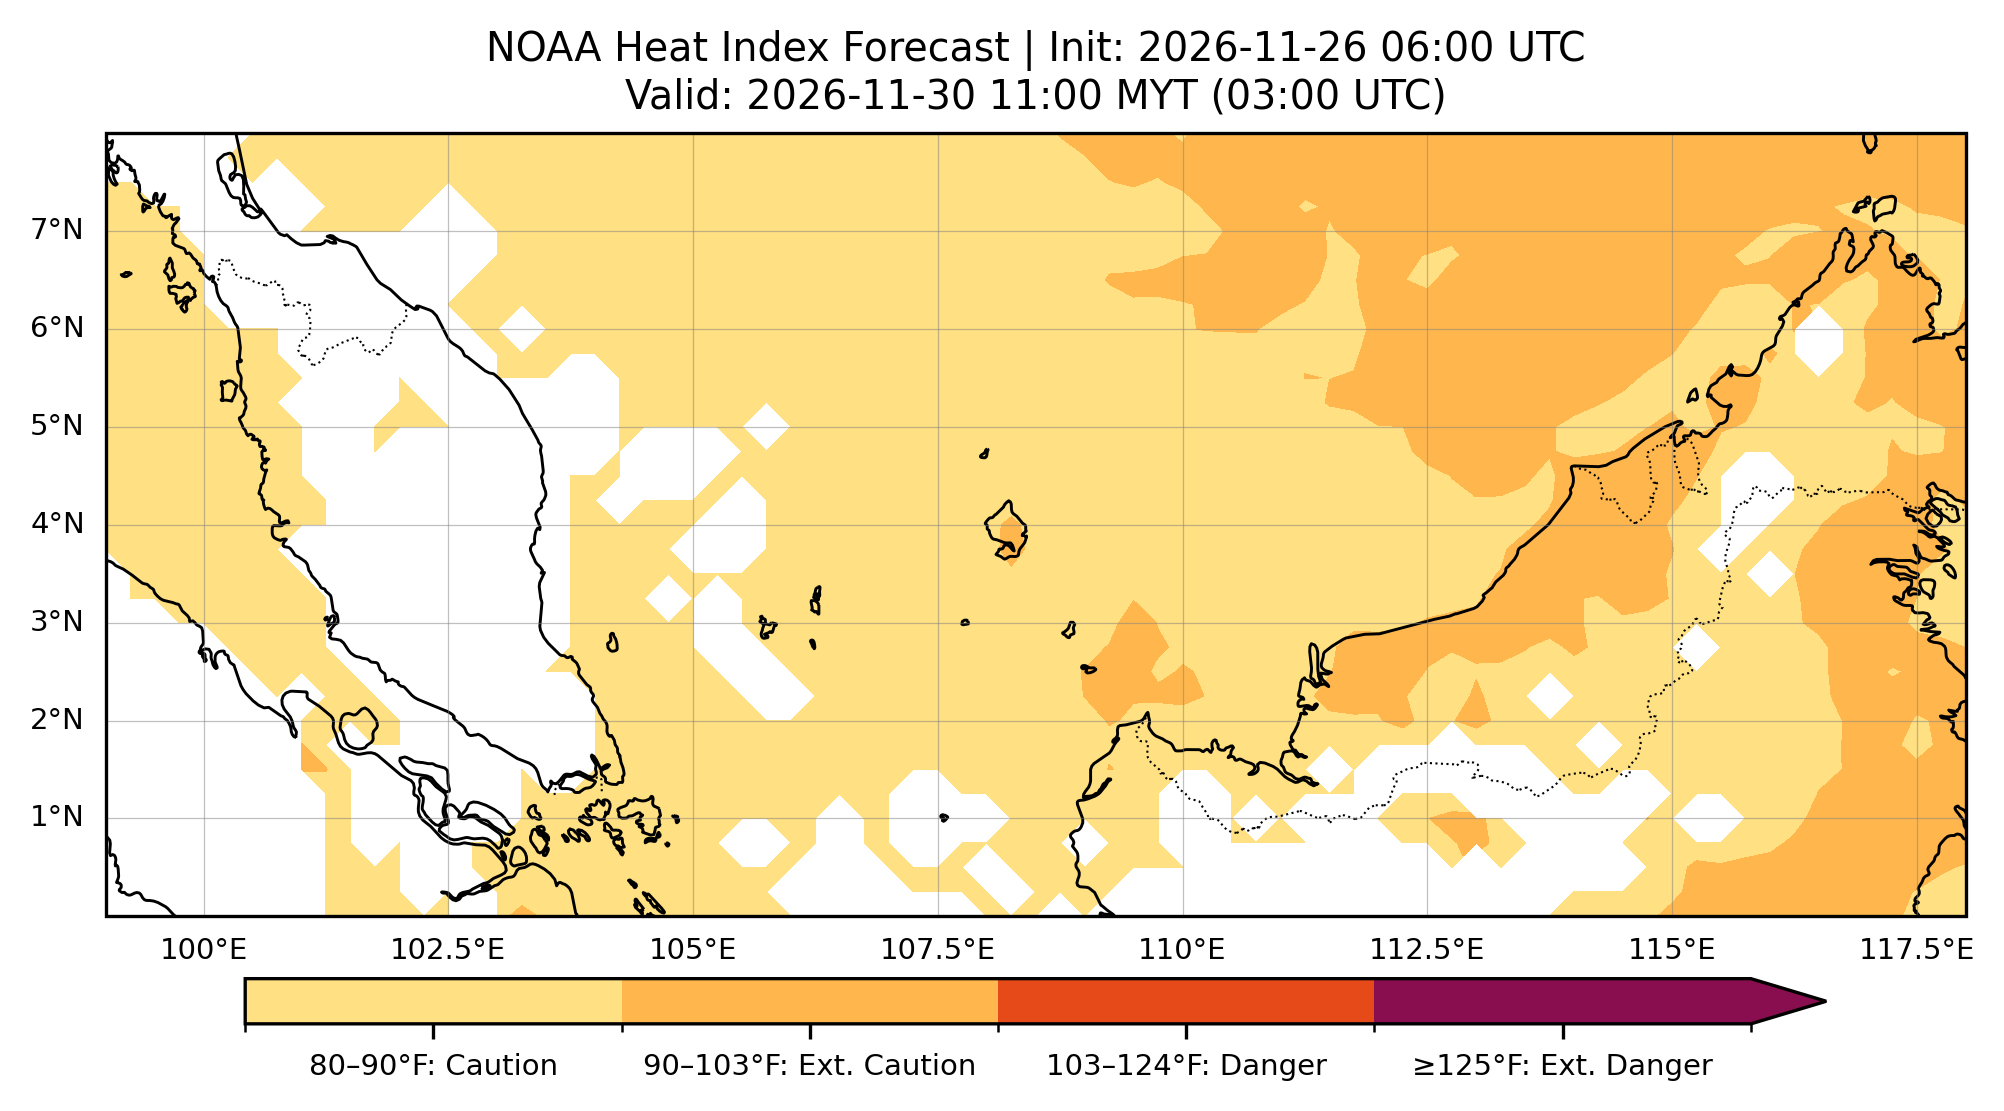 NOAA Heat Index Forecast | Init: 2026-11-26 06:00 UTC
Valid: 2026-11-30 11:00 MYT (03:00 UTC)
7°N
6°N
5°N
4°N
3°N
2°N
1°N
100°E
102.5°E
105°E
107.5°E
110°E
112.5°E
115°E
117.5°E
80–90°F: Caution
90–103°F: Ext. Caution
103–124°F: Danger
≥125°F: Ext. Danger